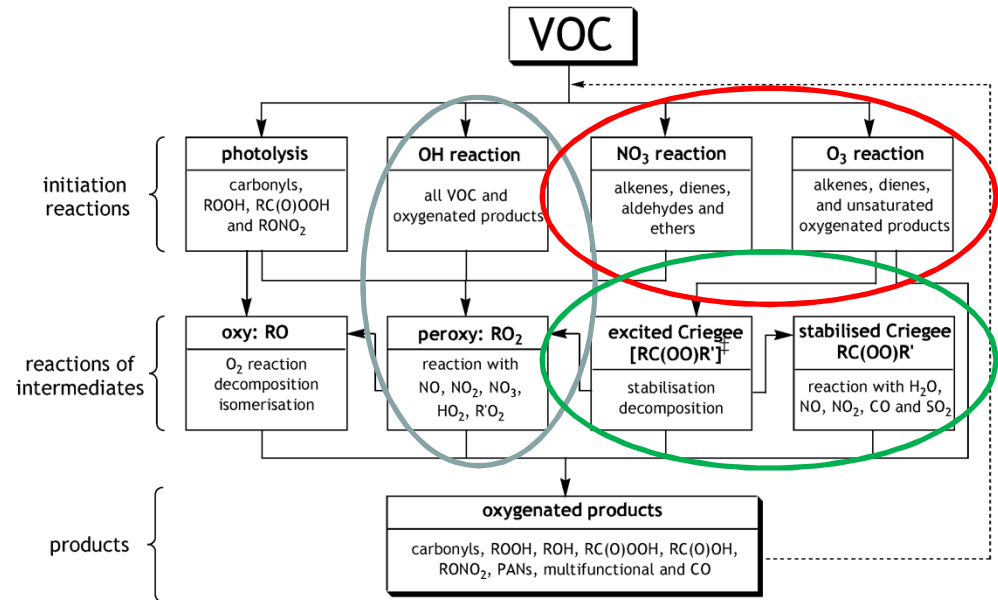 VOC
initiation
reactions
photolysis
carbonyls,
ROOH, RC(O)OOH
and RONO₂
OH reaction
all VOC and
oxygenated products
NO₃ reaction
alkenes, dienes,
aldehydes and
ethers
O₃ reaction
alkenes, dienes,
and unsaturated
oxygenated products
reactions of
intermediates
oxy: RO
O₂ reaction
decomposition
isomerisation
peroxy: RO₂
reaction with
NO, NO₂, NO₃,
HO₂, R'O₂
excited Criegee
[RC(OO)R']‡
stabilisation
decomposition
stabilised Criegee
RC(OO)R'
reaction with H₂O,
NO, NO₂, CO and SO₂
products
oxygenated products
carbonyls, ROOH, ROH, RC(O)OOH, RC(O)OH,
RONO₂, PANs, multifunctional and CO